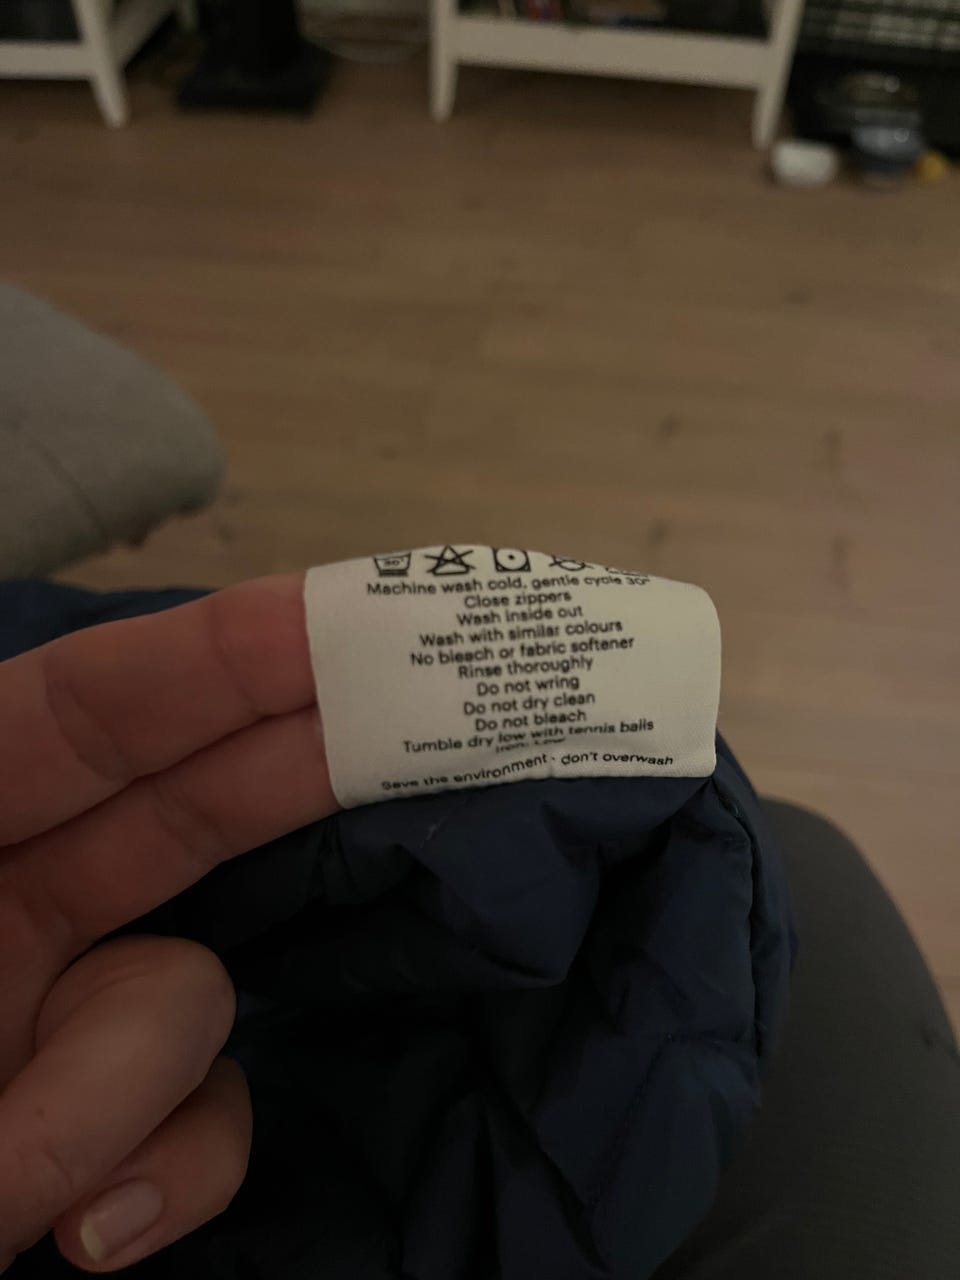 30°
Machine wash cold, gentle cycle 30°
Close zippers
Wash inside out
Wash with similar colours
No bleach or fabric softener
Rinse thoroughly
Do not wring
Do not dry clean
Do not bleach
Tumble dry low with tennis balls
Iron: Low
Save the environment · don't overwash